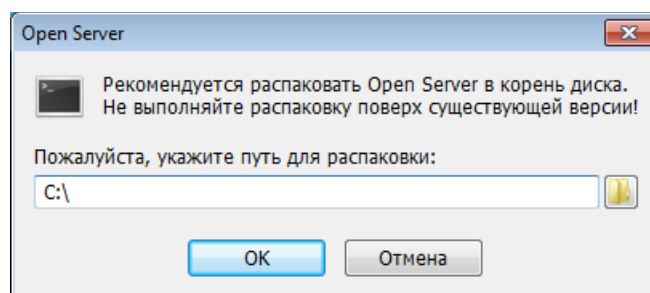 Open Server
Рекомендуется распаковать Open Server в корень диска.
Не выполняйте распаковку поверх существующей версии!
Пожалуйста, укажите путь для распаковки:
C:\
OK
Отмена